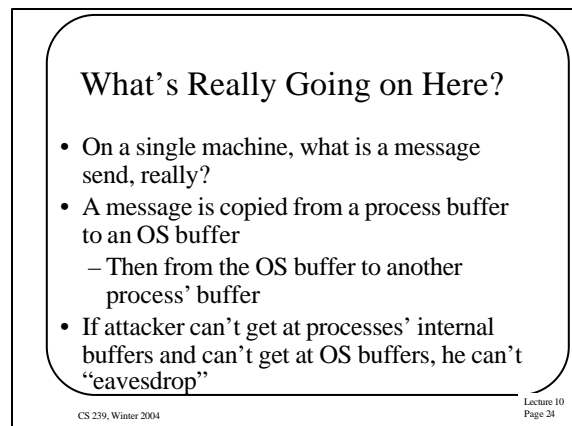 What’s Really Going on Here?
• On a single machine, what is a message
send, really?
• A message is copied from a process buffer
to an OS buffer
– Then from the OS buffer to another
process’ buffer
• If attacker can’t get at processes’ internal
buffers and can’t get at OS buffers, he can’t
“eavesdrop”
CS 239, Winter 2004
Lecture 10
Page 24